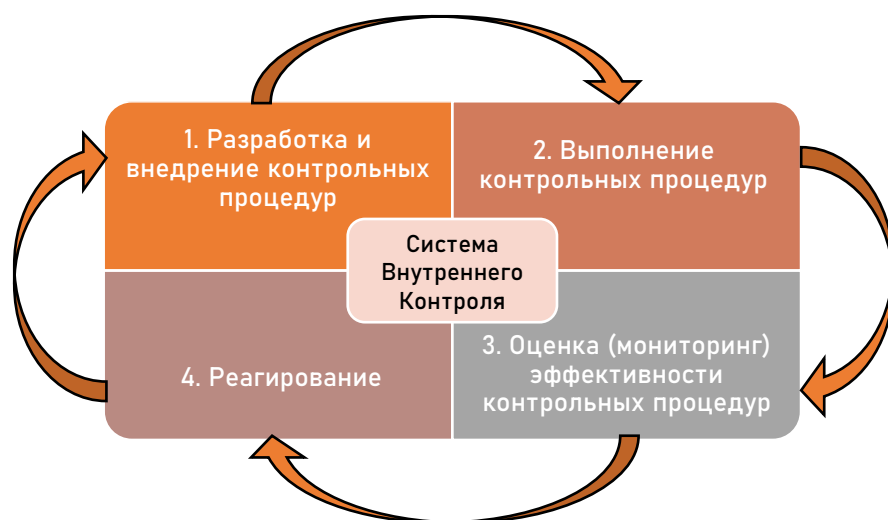 1. Разработка и
внедрение контрольных
процедур
2. Выполнение
контрольных процедур
Система
Внутреннего
Контроля
3. Оценка (мониторинг)
эффективности
контрольных процедур
4. Реагирование